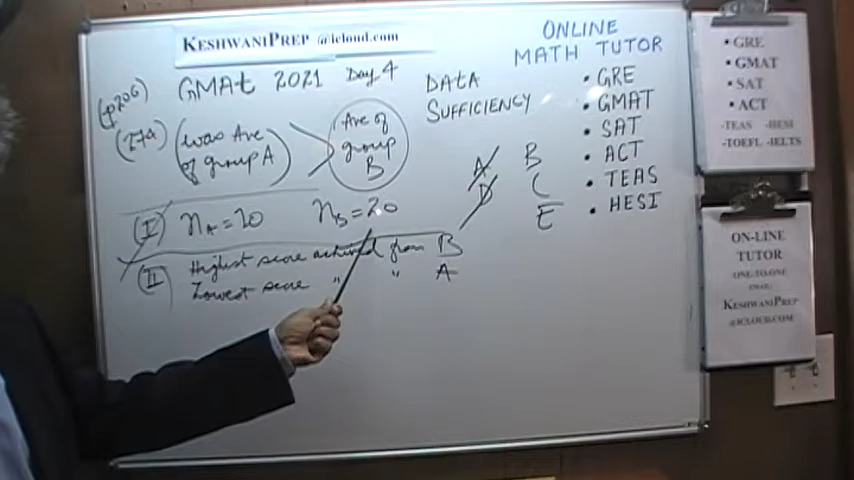 KESHWANIPREP @icloud.com
GMAt 2021 Day 4
(p206)
(274)
(was Ave
of group A)
>
Ave of
group
B
DATA
SUFFICIENCY
A
D
B
C
E
(I) nA = 20 nB = 20
(II) Highest score achieved from B
Lowest score " " A
ONLINE
MATH TUTOR
• GRE
• GMAT
• SAT
• ACT
• TEAS
• HESI
• GRE
• GMAT
• SAT
• ACT
-TEAS -HESI
-TOEFL -IELTS
ON-LINE
TUTOR
ONE-TO-ONE
EMAIL:
KESHWANIPREP
@ICLOUD.COM